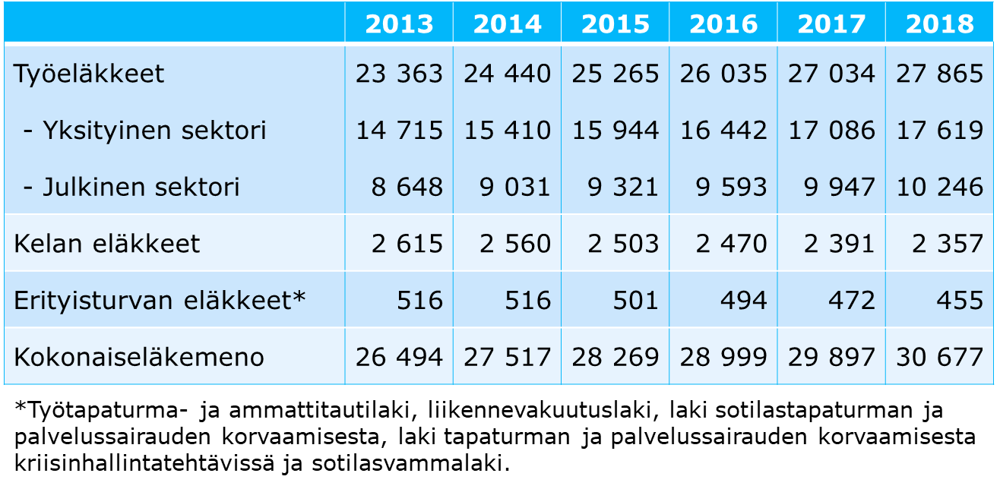 2013 2014 2015 2016 2017 2018
Työeläkkeet 23 363 24 440 25 265 26 035 27 034 27 865
- Yksityinen sektori 14 715 15 410 15 944 16 442 17 086 17 619
- Julkinen sektori 8 648 9 031 9 321 9 593 9 947 10 246
Kelan eläkkeet 2 615 2 560 2 503 2 470 2 391 2 357
Erityisturvan eläkkeet* 516 516 501 494 472 455
Kokonaiseläkemeno 26 494 27 517 28 269 28 999 29 897 30 677
*Työtapaturma- ja ammattitautilaki, liikennevakuutuslaki, laki sotilastapaturman ja
palvelussairauden korvaamisesta, laki tapaturman ja palvelussairauden korvaamisesta
kriisinhallintatehtävissä ja sotilasvammalaki.